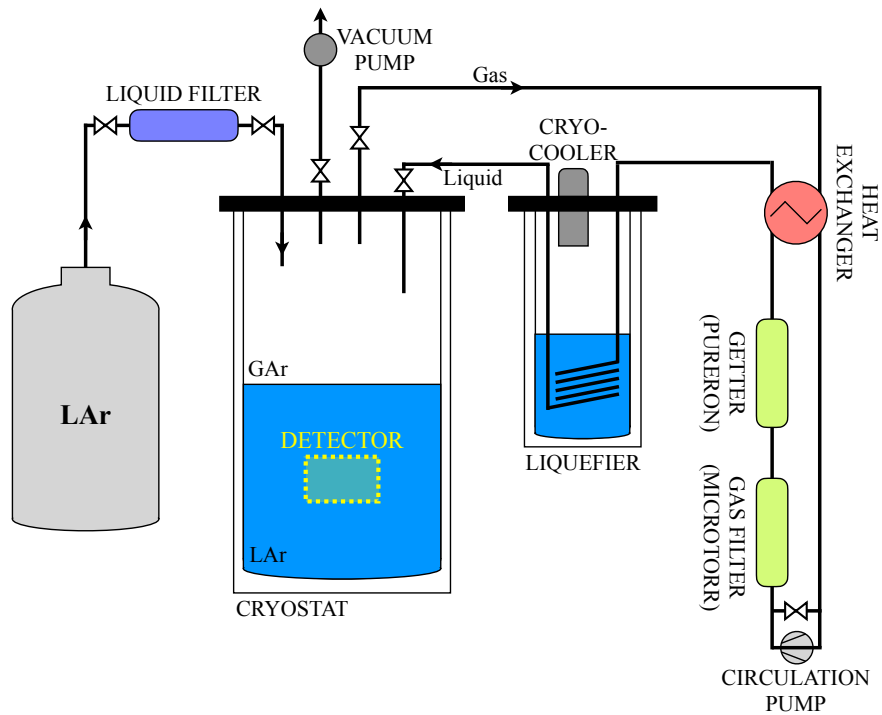 VACUUM
PUMP
Gas
LIQUID FILTER
CRYO-
COOLER
Liquid
HEAT
EXCHANGER
GETTER
(PURERON)
GAr
LAr
DETECTOR
LIQUEFIER
GAS FILTER
(MICROTORR)
LAr
CRYOSTAT
CIRCULATION
PUMP